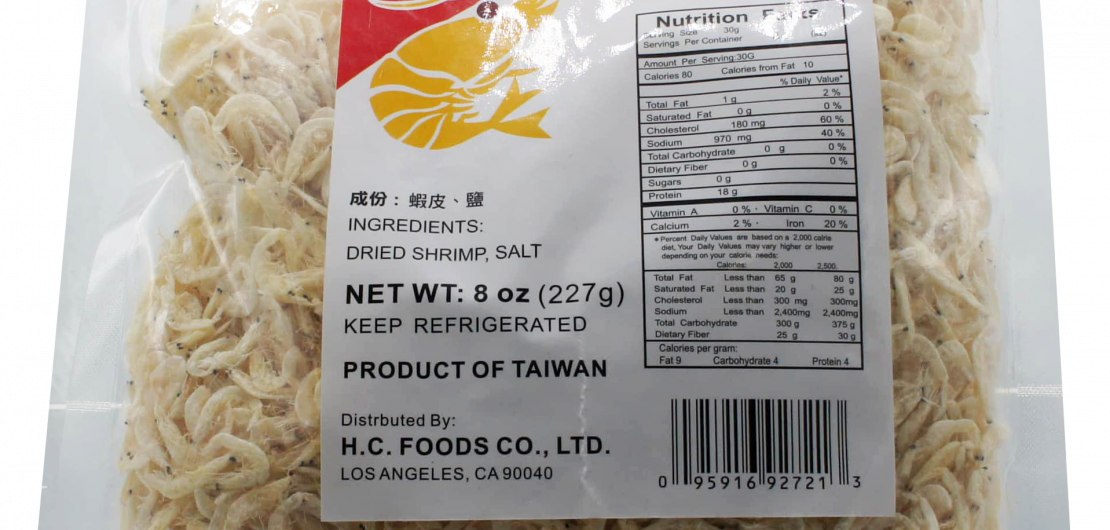 成份：蝦皮、鹽
INGREDIENTS:
DRIED SHRIMP, SALT
NET WT: 8 oz (227g)
KEEP REFRIGERATED
PRODUCT OF TAIWAN
Distrbuted By:
H.C. FOODS CO., LTD.
LOS ANGELES, CA 90040
Nutrition Facts
Serving Size 30g
Servings Per Container
Amount Per Serving:30G
Calories 80 Calories from Fat 10
% Daily Value*
Total Fat 1 g 2 %
Saturated Fat 0 g 0 %
Cholesterol 180 mg 60 %
Sodium 970 mg 40 %
Total Carbohydrate 0 g 0 %
Dietary Fiber 0 g 0 %
Sugars 0 g
Protein 18 g
Vitamin A 0 % · Vitamin C 0 %
Calcium 2 % · Iron 20 %
* Percent Daily Values are based on a 2,000 calrie
diet, Your Daily Values may vary higher or lower
depending on your calorie needs:
Calories: 2,000 2,500.
Total Fat Less than 65 g 80 g
Saturated Fat Less than 20 g 25 g
Cholesterol Less than 300 mg 300mg
Sodium Less than 2,400mg 2,400mg
Total Carbohydrate 300 g 375 g
Dietary Fiber 25 g 30 g
Calories per gram:
Fat 9 Carbohydrate 4 Protein 4
0 95916 92721 3